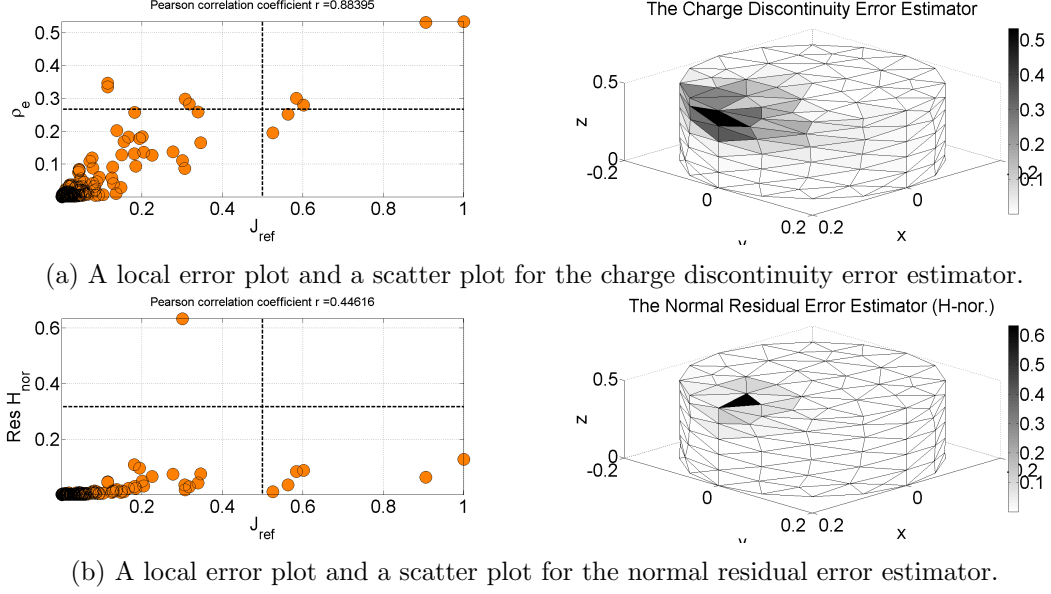 Pearson correlation coefficient r =0.88395
0.5
0.4
0.3
0.2
0.1
ρe
0.2 0.4 0.6 0.8 1
Jref
The Charge Discontinuity Error Estimator
0.5
0
-0.2
z
0
0.2 0.2
0
x
0.5
0.4
0.3
0.2
0.1
(a) A local error plot and a scatter plot for the charge discontinuity error estimator.
Pearson correlation coefficient r =0.44616
0.6
0.4
0.2
Res Hnor
0.2 0.4 0.6 0.8 1
Jref
The Normal Residual Error Estimator (H-nor.)
0.5
0
-0.2
z
0
0.2 0.2
0
x
0.6
0.5
0.4
0.3
0.2
0.1
(b) A local error plot and a scatter plot for the normal residual error estimator.